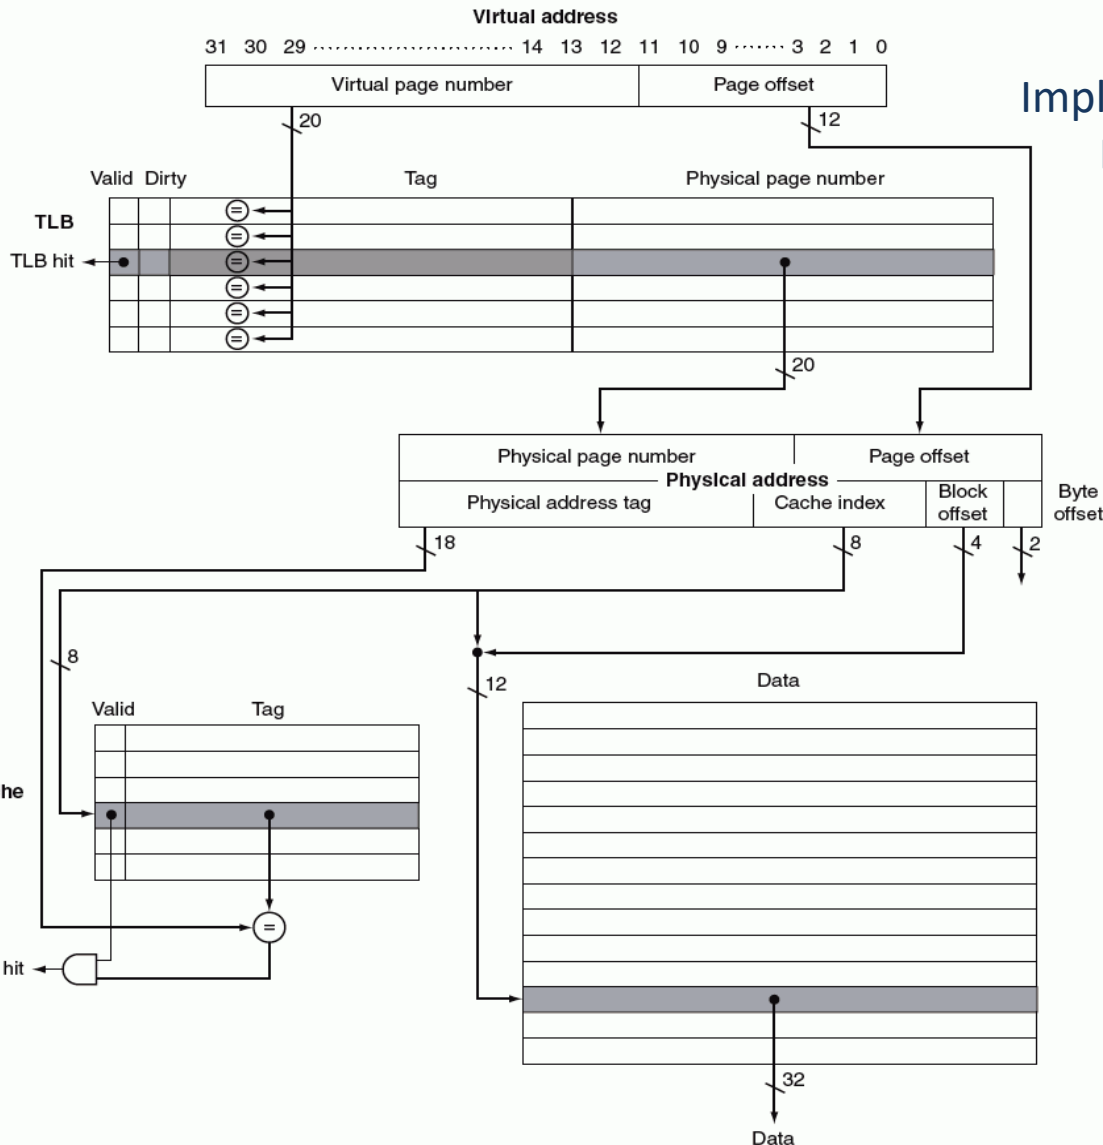 Virtual address
31 30 29 ······················ 14 13 12 11 10 9 ······ 3 2 1 0
Virtual page number Page offset
Impl
20 12
Valid Dirty Tag Physical page number
TLB
=
=
TLB hit =
=
=
=
20
Physical page number Page offset
Physical address
Physical address tag Cache index Block offset Byte offset
18 8 4 2
8
12
Data
Valid Tag
he
=
hit
32
Data